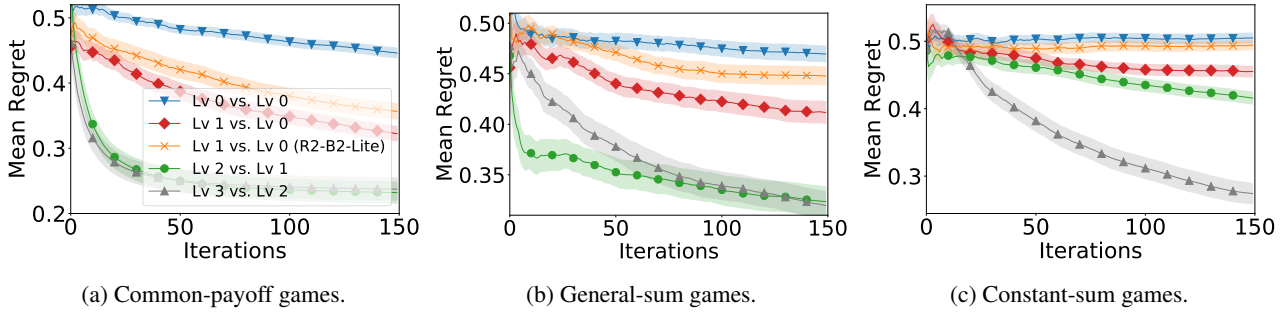 0.5
0.4
0.3
0.2
0
50
100
150
Mean Regret
Iterations
Lv 0 vs. Lv 0
Lv 1 vs. Lv 0
Lv 1 vs. Lv 0 (R2-B2-Lite)
Lv 2 vs. Lv 1
Lv 3 vs. Lv 2
(a) Common-payoff games.
0.50
0.45
0.40
0.35
0
50
100
150
Mean Regret
Iterations
(b) General-sum games.
0.5
0.4
0.3
0
50
100
150
Mean Regret
Iterations
(c) Constant-sum games.